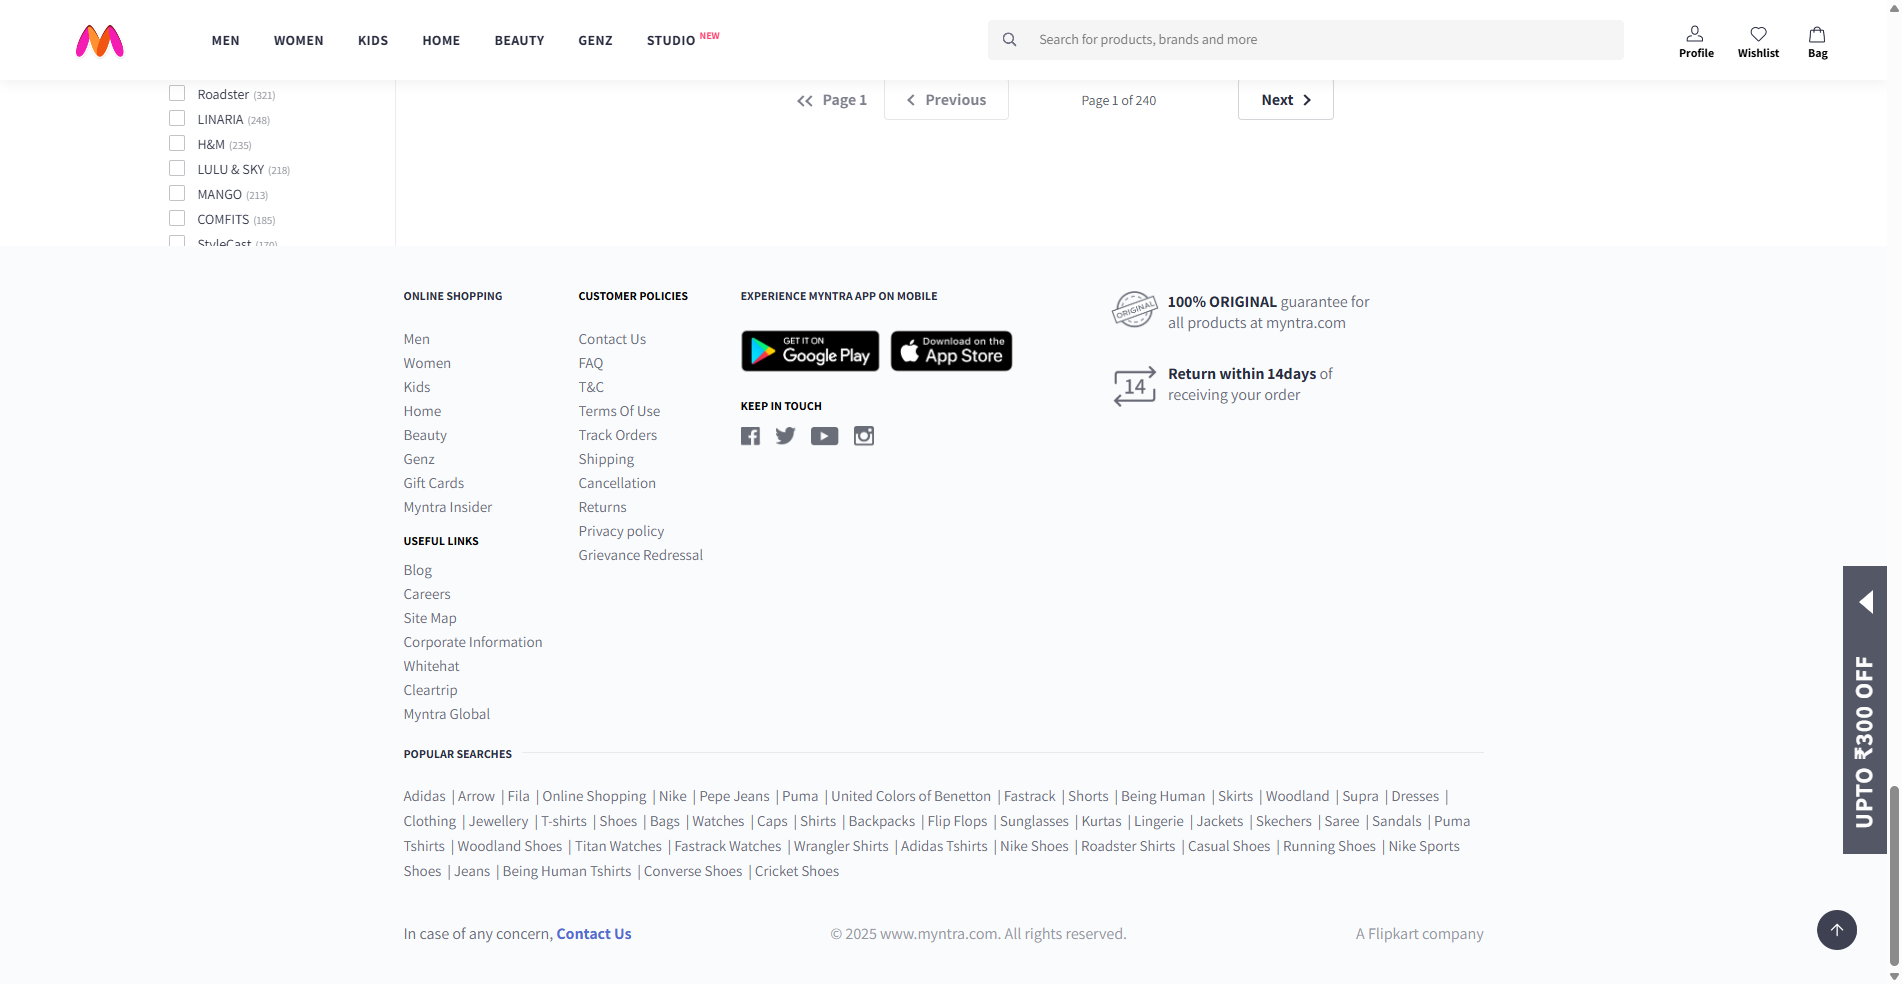 MEN WOMEN KIDS HOME BEAUTY GENZ STUDIO NEW
Search for products, brands and more
Profile Wishlist Bag
Roadster (321)
LINARIA (248)
H&M (235)
LULU & SKY (218)
MANGO (213)
COMFITS (185)
StyleCast (170)
Page 1 Previous Page 1 of 240 Next
ONLINE SHOPPING
Men
Women
Kids
Home
Beauty
Genz
Gift Cards
Myntra Insider
USEFUL LINKS
Blog
Careers
Site Map
Corporate Information
Whitehat
Cleartrip
Myntra Global
CUSTOMER POLICIES
Contact Us
FAQ
T&C
Terms Of Use
Track Orders
Shipping
Cancellation
Returns
Privacy policy
Grievance Redressal
EXPERIENCE MYNTRA APP ON MOBILE
GET IT ON
Google Play
Download on the
App Store
KEEP IN TOUCH
ORIGINAL
100% ORIGINAL guarantee for
all products at myntra.com
14
Return within 14days of
receiving your order
UPTO ₹300 OFF
POPULAR SEARCHES
Adidas | Arrow | Fila | Online Shopping | Nike | Pepe Jeans | Puma | United Colors of Benetton | Fastrack | Shorts | Being Human | Skirts | Woodland | Supra | Dresses |
Clothing | Jewellery | T-shirts | Shoes | Bags | Watches | Caps | Shirts | Backpacks | Flip Flops | Sunglasses | Kurtas | Lingerie | Jackets | Skechers | Saree | Sandals | Puma
Tshirts | Woodland Shoes | Titan Watches | Fastrack Watches | Wrangler Shirts | Adidas Tshirts | Nike Shoes | Roadster Shirts | Casual Shoes | Running Shoes | Nike Sports
Shoes | Jeans | Being Human Tshirts | Converse Shoes | Cricket Shoes
In case of any concern, Contact Us
© 2025 www.myntra.com. All rights reserved.
A Flipkart company